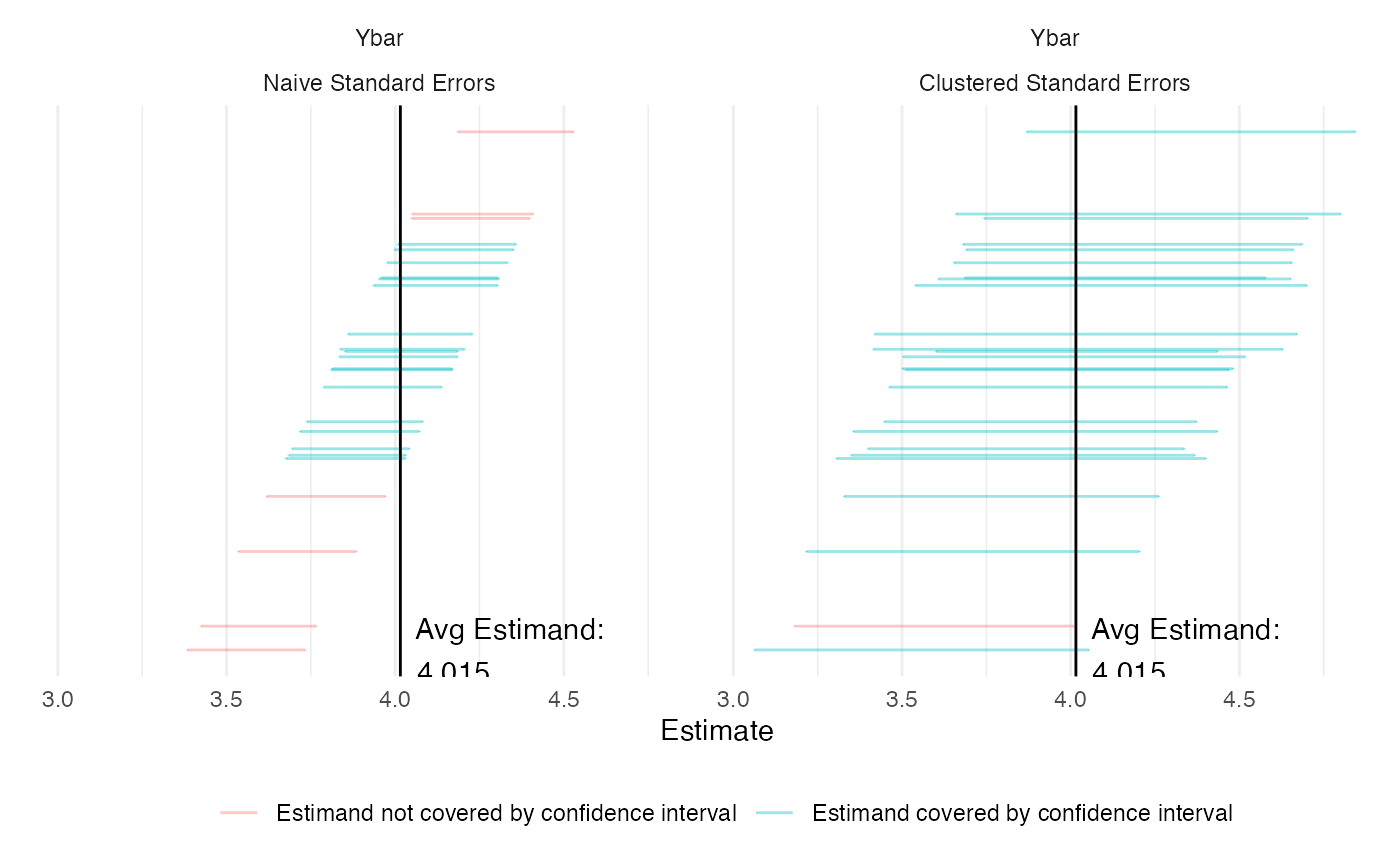 Ybar
Ybar
Naive Standard Errors
Clustered Standard Errors
Avg Estimand:
4.015
Avg Estimand:
4.015
3.0
3.5
4.0
4.5
3.0
3.5
4.0
4.5
Estimate
Estimand not covered by confidence interval
Estimand covered by confidence interval